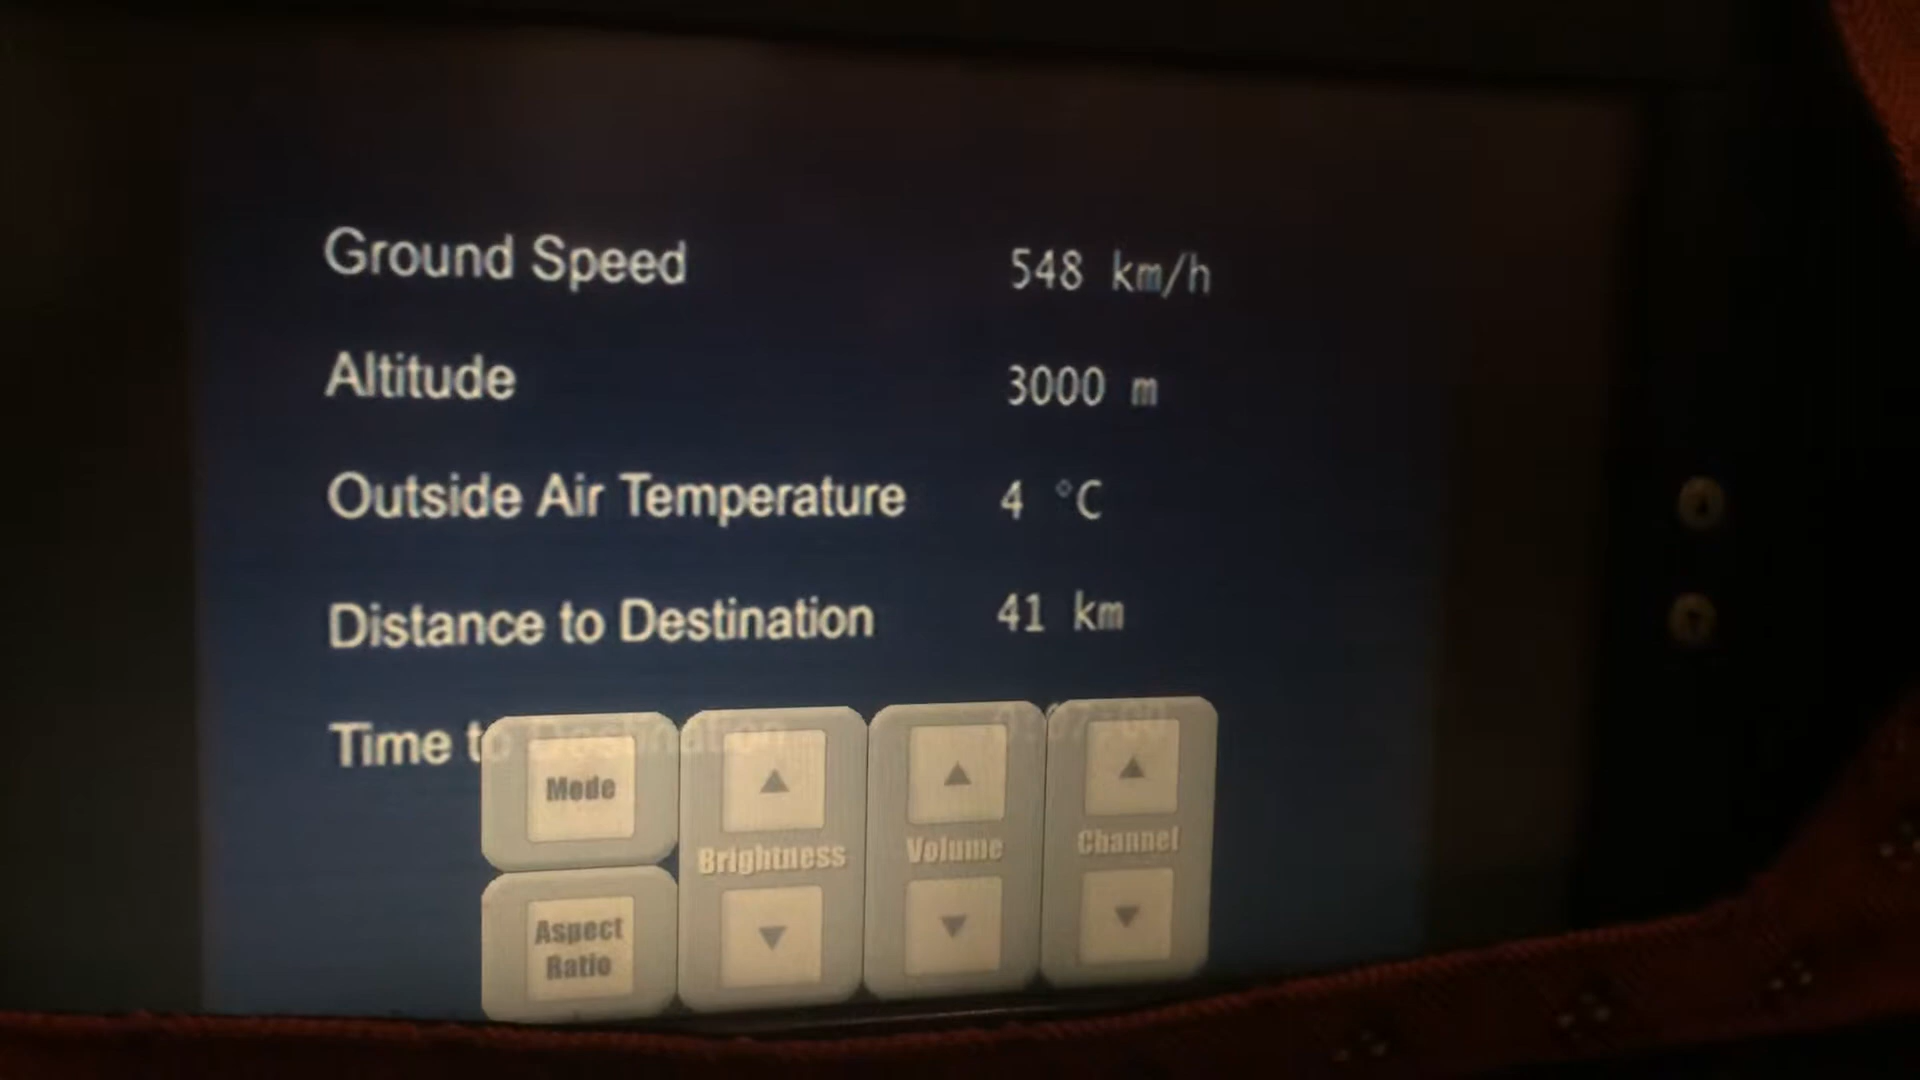 Ground Speed 548 km/h
Altitude 3000 m
Outside Air Temperature 4 °C
Distance to Destination 41 km
Time to Destination
Mode
Brightness
Volume
Channel
Aspect
Ratio